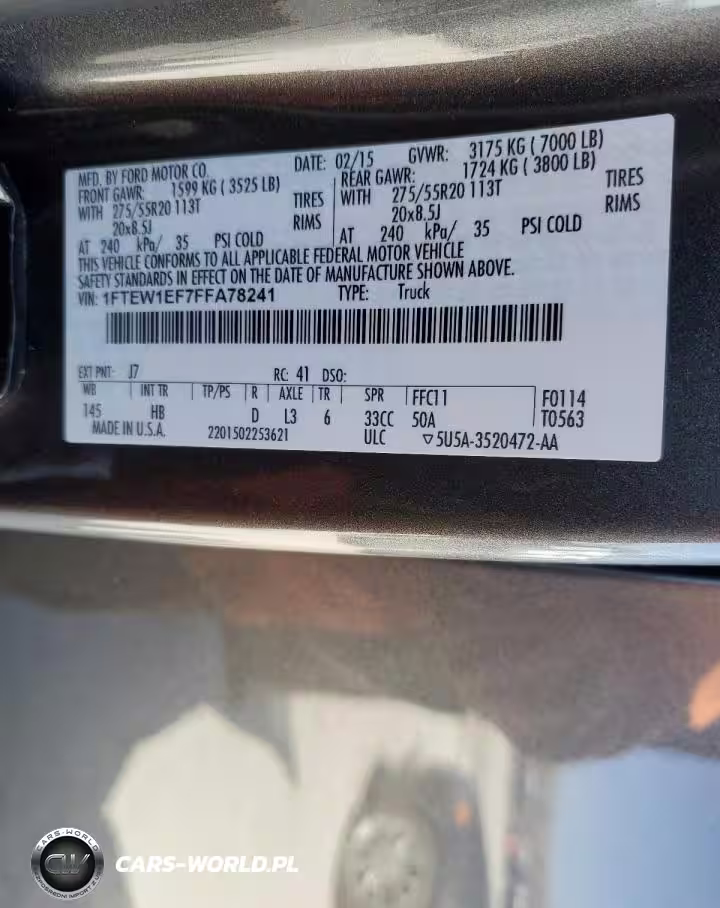 MFD. BY FORD MOTOR CO. DATE: 02/15 GVWR: 3175 KG ( 7000 LB)
FRONT GAWR: 1599 KG ( 3525 LB) REAR GAWR: 1724 KG ( 3800 LB)
WITH 275/55R20 113T TIRES WITH 275/55R20 113T TIRES
20x8.5J RIMS 20x8.5J RIMS
AT 240 kPa/ 35 PSI COLD AT 240 kPa/ 35 PSI COLD
THIS VEHICLE CONFORMS TO ALL APPLICABLE FEDERAL MOTOR VEHICLE
SAFETY STANDARDS IN EFFECT ON THE DATE OF MANUFACTURE SHOWN ABOVE.
VIN: 1FTEW1EF7FFA78241 TYPE: Truck
EXT PNT: J7 RC: 41 DSO:
WB INT TR TP/PS R AXLE TR SPR FFC11 F0114
145 HB D L3 6 33CC 50A T0563
MADE IN U.S.A. 2201502253621 ULC ▽5U5A-3520472-AA
CARS-WORLD
CW
CARS-WORLD.PL